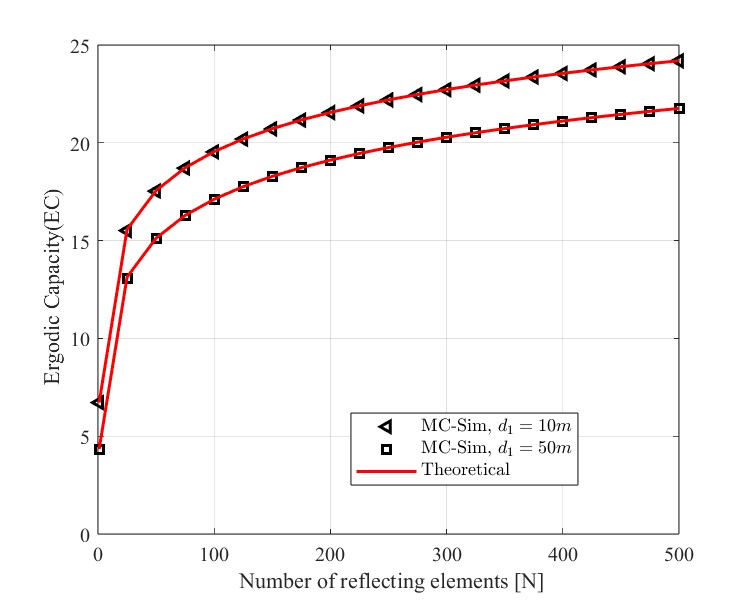 25
20
15
10
5
0
Ergodic Capacity(EC)
MC-Sim, d₁ = 10m
MC-Sim, d₁ = 50m
Theoretical
0 100 200 300 400 500
Number of reflecting elements [N]